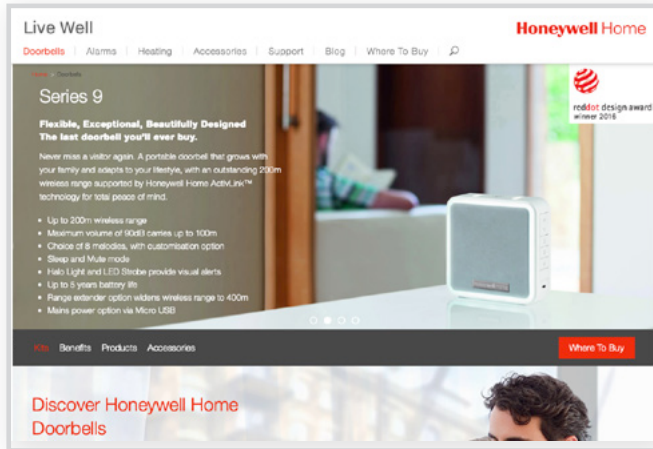 Live Well
Honeywell Home
Doorbells Alarms Heating Accessories Support Blog Where To Buy
Home > Doorbells
Series 9
reddot design award
winner 2016
Flexible, Exceptional, Beautifully Designed
The last doorbell you'll ever buy.
Never miss a visitor again. A portable doorbell that grows with
your family and adapts to your lifestyle, with an outstanding 200m
wireless range supported by Honeywell Home ActivLink™
technology for total peace of mind.
• Up to 200m wireless range
• Maximum volume of 90dB carries up to 100m
• Choice of 8 melodies, with customisation option
• Sleep and Mute mode
• Halo Light and LED Strobe provide visual alerts
• Up to 5 years battery life
• Range extender option widens wireless range to 400m
• Mains power option via Micro USB
Kits Benefits Products Accessories Where To Buy
Discover Honeywell Home
Doorbells